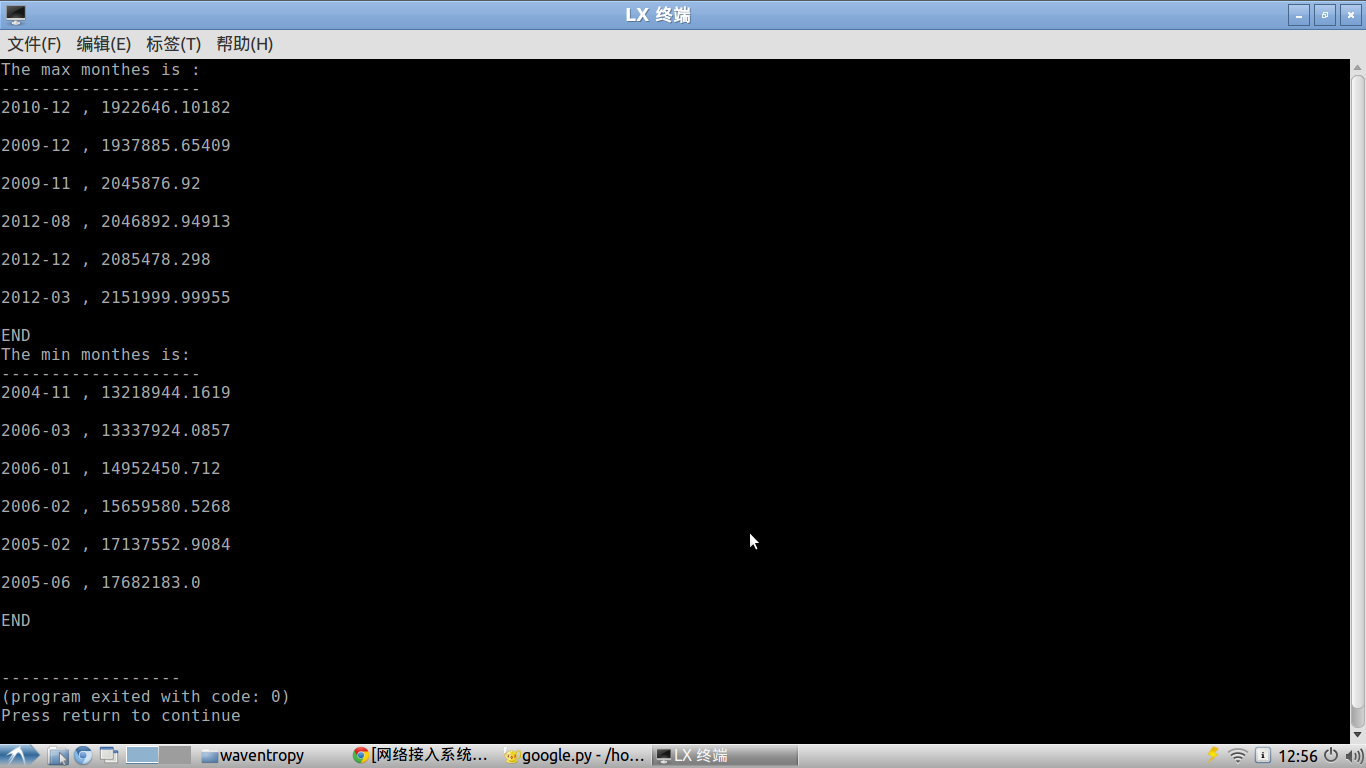 LX 终端
文件(F) 编辑(E) 标签(T) 帮助(H)
The max monthes is :
--------------------
2010-12 , 1922646.10182
2009-12 , 1937885.65409
2009-11 , 2045876.92
2012-08 , 2046892.94913
2012-12 , 2085478.298
2012-03 , 2151999.99955
END
The min monthes is:
--------------------
2004-11 , 13218944.1619
2006-03 , 13337924.0857
2006-01 , 14952450.712
2006-02 , 15659580.5268
2005-02 , 17137552.9084
2005-06 , 17682183.0
END
------------------
(program exited with code: 0)
Press return to continue
waventropy [网络接入系统... google.py - /ho... LX 终端 12:56